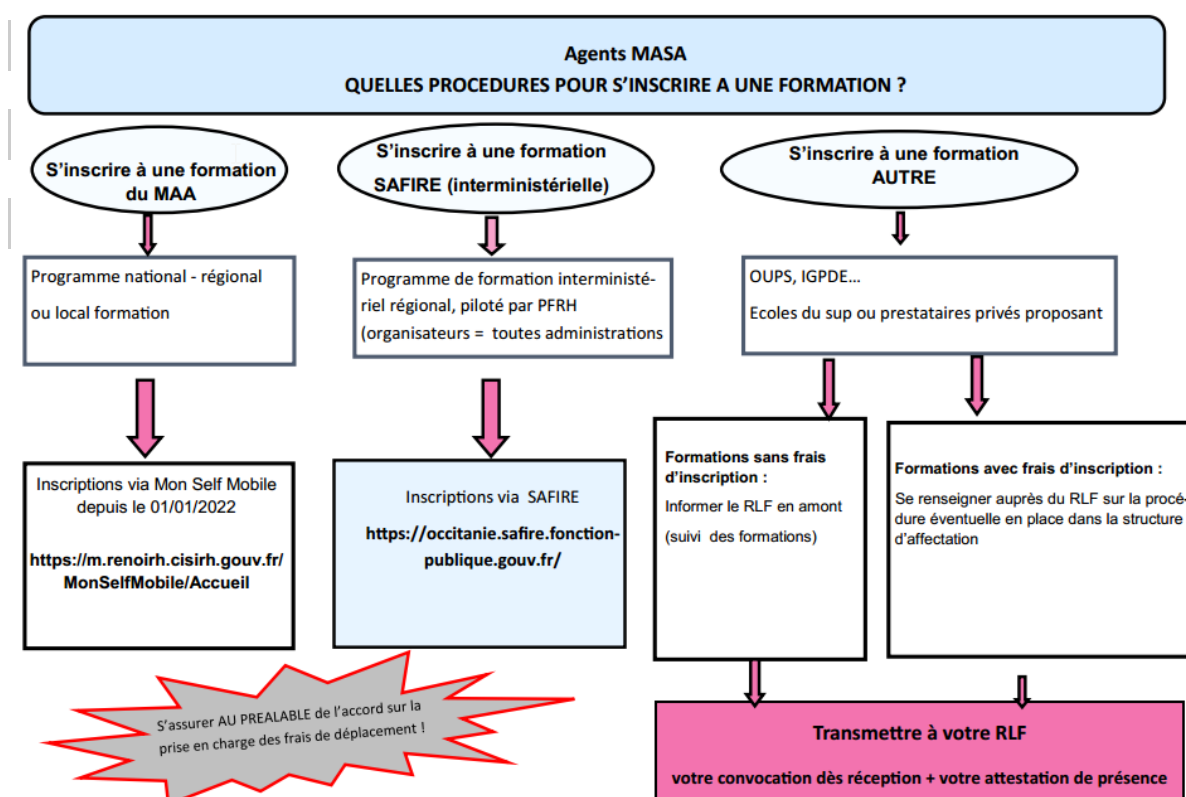 Agents MASA
QUELLES PROCEDURES POUR S'INSCRIRE A UNE FORMATION ?
S'inscrire à une formation
du MAA
Programme national - régional
ou local formation
Inscriptions via Mon Self Mobile
depuis le 01/01/2022
https://m.renoirh.cisirh.gouv.fr/
MonSelfMobile/Accueil
S'inscrire à une formation
SAFIRE (interministérielle)
Programme de formation interministé-
riel régional, piloté par PFRH
(organisateurs = toutes administrations
Inscriptions via SAFIRE
https://occitanie.safire.fonction-
publique.gouv.fr/
S'assurer AU PREALABLE de l'accord sur la
prise en charge des frais de déplacement !
S'inscrire à une formation
AUTRE
OUPS, IGPDE...
Ecoles du sup ou prestataires privés proposant
Formations sans frais
d'inscription :
Informer le RLF en amont
(suivi des formations)
Formations avec frais d'inscription :
Se renseigner auprès du RLF sur la procé-
dure éventuelle en place dans la structure
d'affectation
Transmettre à votre RLF
votre convocation dès réception + votre attestation de présence